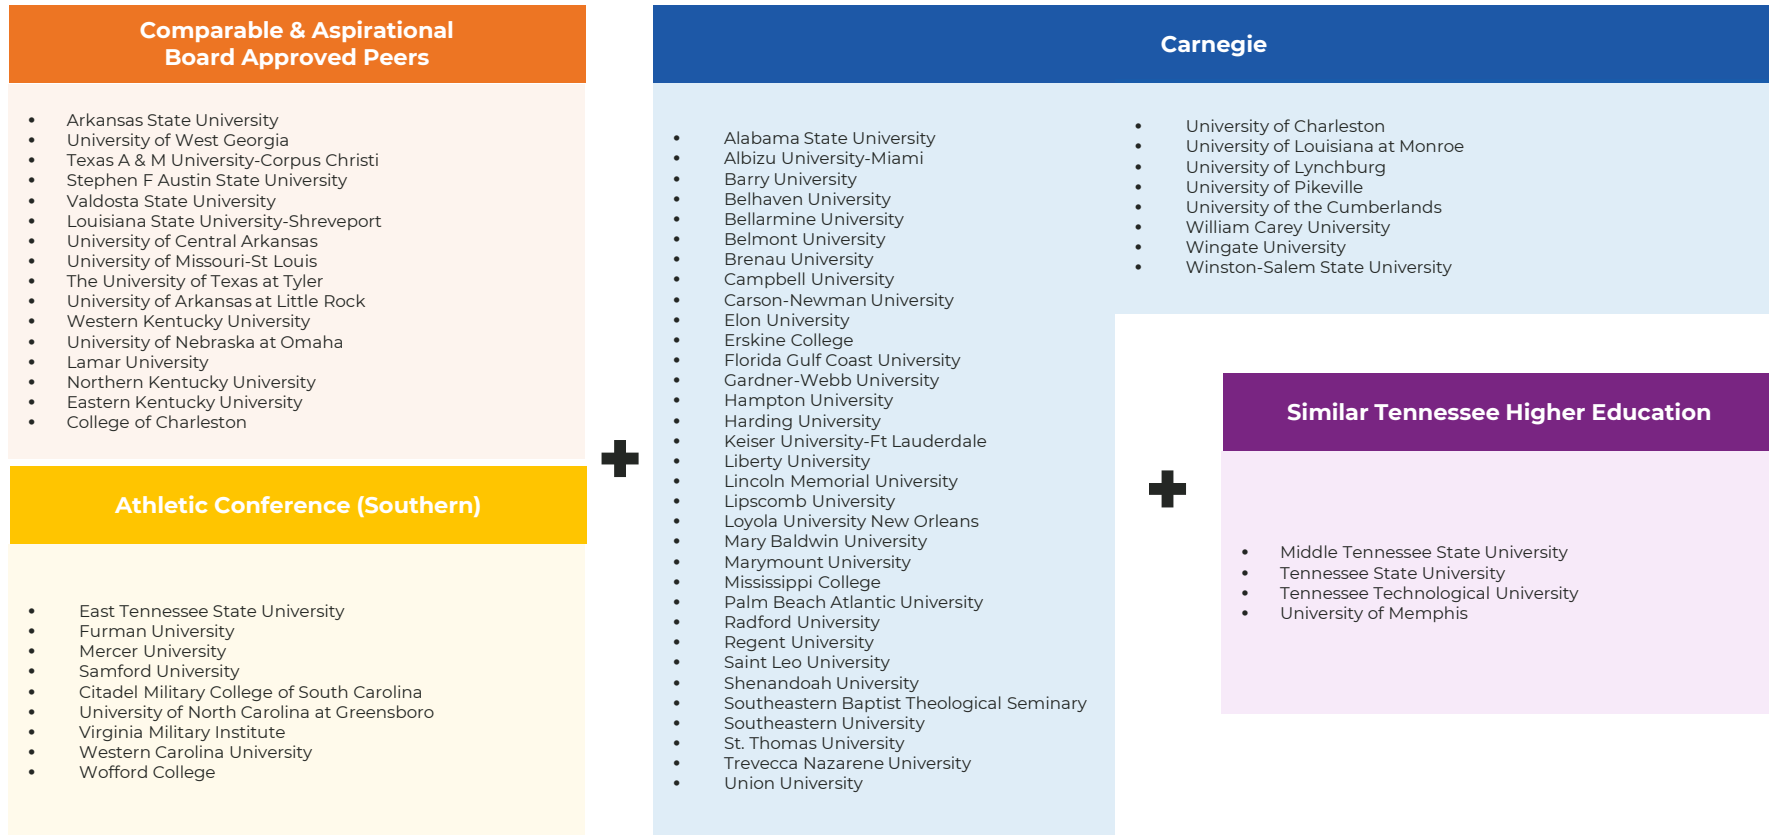 Comparable & Aspirational
Board Approved Peers
• Arkansas State University
• University of West Georgia
• Texas A & M University-Corpus Christi
• Stephen F Austin State University
• Valdosta State University
• Louisiana State University-Shreveport
• University of Central Arkansas
• University of Missouri-St Louis
• The University of Texas at Tyler
• University of Arkansas at Little Rock
• Western Kentucky University
• University of Nebraska at Omaha
• Lamar University
• Northern Kentucky University
• Eastern Kentucky University
• College of Charleston
Athletic Conference (Southern)
• East Tennessee State University
• Furman University
• Mercer University
• Samford University
• Citadel Military College of South Carolina
• University of North Carolina at Greensboro
• Virginia Military Institute
• Western Carolina University
• Wofford College
Carnegie
• Alabama State University
• Albizu University-Miami
• Barry University
• Belhaven University
• Bellarmine University
• Belmont University
• Brenau University
• Campbell University
• Carson-Newman University
• Elon University
• Erskine College
• Florida Gulf Coast University
• Gardner-Webb University
• Hampton University
• Harding University
• Keiser University-Ft Lauderdale
• Liberty University
• Lincoln Memorial University
• Lipscomb University
• Loyola University New Orleans
• Mary Baldwin University
• Marymount University
• Mississippi College
• Palm Beach Atlantic University
• Radford University
• Regent University
• Saint Leo University
• Shenandoah University
• Southeastern Baptist Theological Seminary
• Southeastern University
• St. Thomas University
• Trevecca Nazarene University
• Union University
• University of Charleston
• University of Louisiana at Monroe
• University of Lynchburg
• University of Pikeville
• University of the Cumberlands
• William Carey University
• Wingate University
• Winston-Salem State University
Similar Tennessee Higher Education
• Middle Tennessee State University
• Tennessee State University
• Tennessee Technological University
• University of Memphis